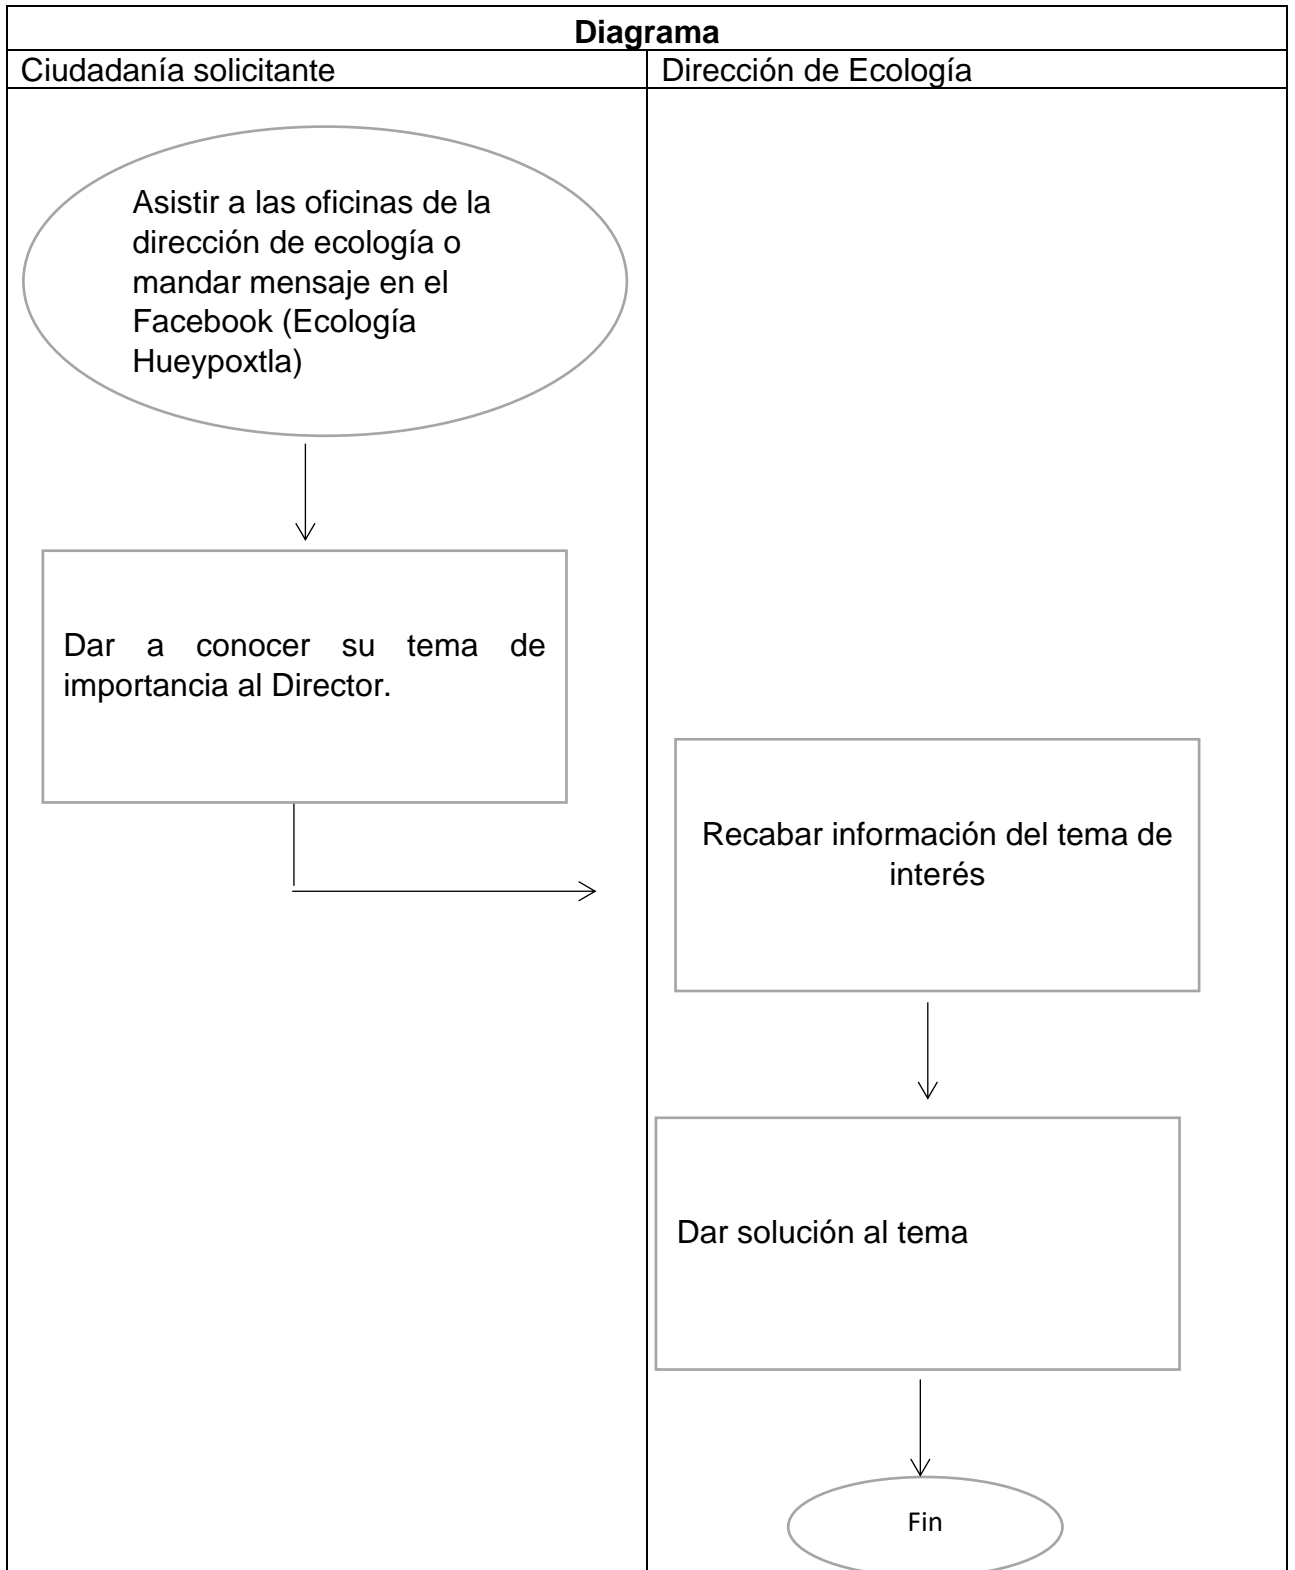 Diagrama
Ciudadanía solicitante
Dirección de Ecología
Asistir a las oficinas de la
dirección de ecología o
mandar mensaje en el
Facebook (Ecología
Hueypoxtla)
Dar a conocer su tema de
importancia al Director.
Recabar información del tema de
interés
Dar solución al tema
Fin